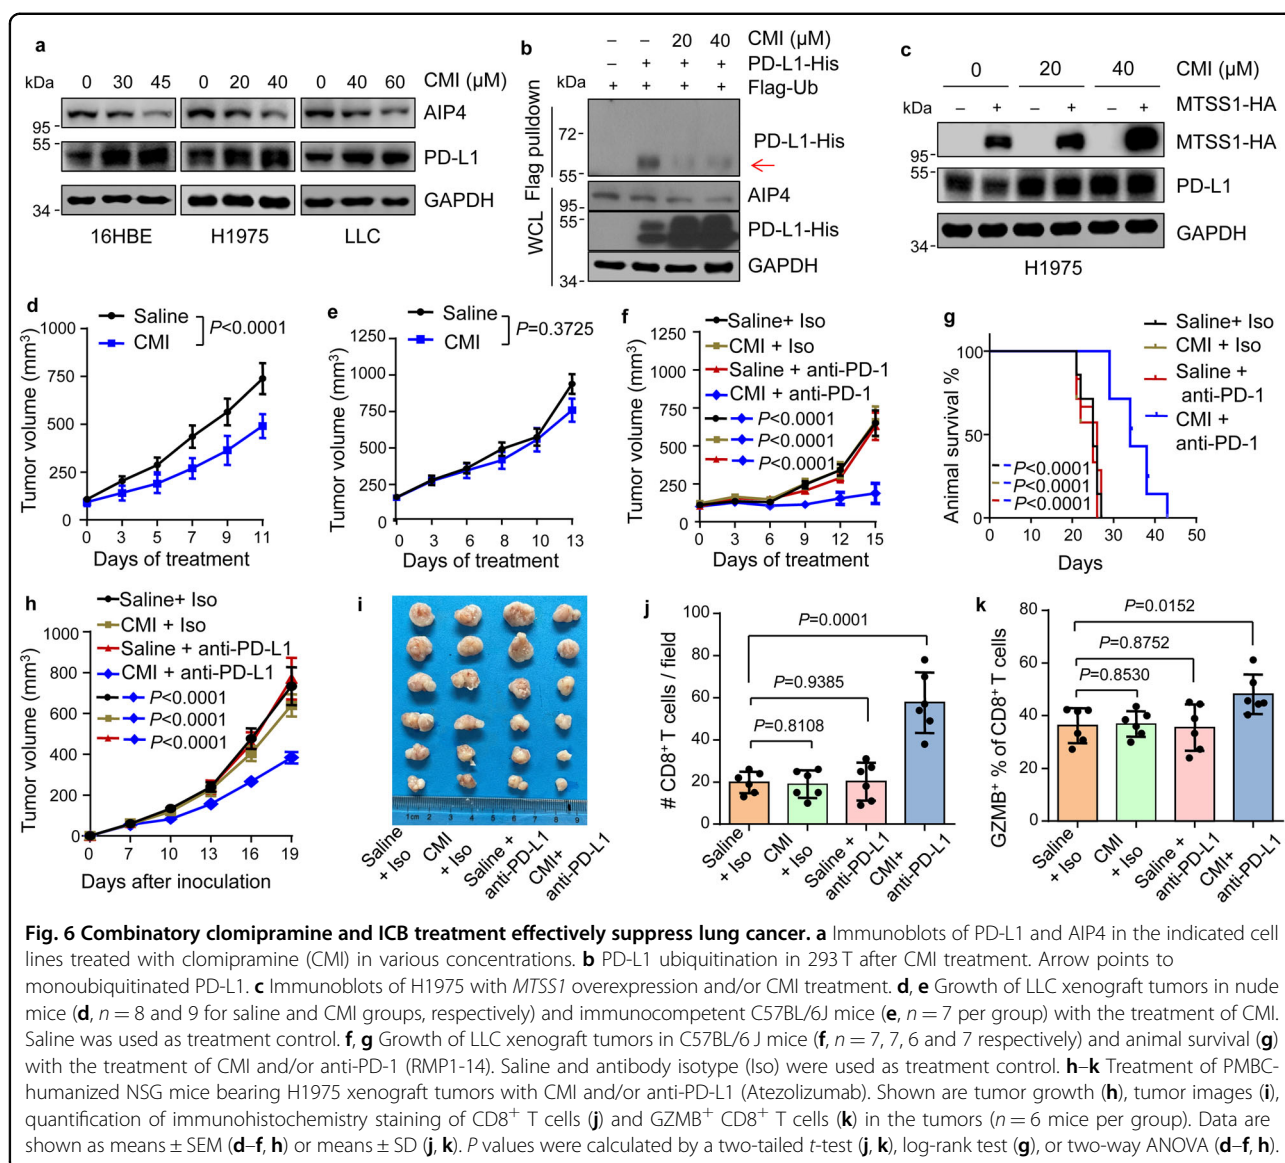 a
kDa
0 30 45 0 20 40 0 40 60 CMI (µM)
AIP4
95
55
PD-L1
GAPDH
34
16HBE H1975 LLC
b
– – 20 40 CMI (µM)
– + + + PD-L1-His
kDa + + + + Flag-Ub
Flag pulldown
72
PD-L1-His
55
WCL
AIP4
95
55
PD-L1-His
GAPDH
34
c
0 20 40 CMI (µM)
kDa – + – + – + MTSS1-HA
MTSS1-HA
95
55
PD-L1
GAPDH
34
H1975
d
Saline
CMI
P<0.0001
Tumor volume (mm³)
1000
750
500
250
0
0 3 5 7 9 11
Days of treatment
e
Saline
CMI
P=0.3725
Tumor volume (mm³)
1250
1000
750
500
250
0
0 3 6 8 10 13
Days of treatment
f
Saline+ Iso
CMI + Iso
Saline + anti-PD-1
CMI + anti-PD-1
P<0.0001
P<0.0001
P<0.0001
Tumor volume (mm³)
1250
1000
750
500
250
0
0 3 6 9 12 15
Days of treatment
g
Saline+ Iso
CMI + Iso
Saline +
anti-PD-1
CMI +
anti-PD-1
Animal survival %
100
50
0
P<0.0001
P<0.0001
P<0.0001
0 10 20 30 40 50
Days
h
Saline+ Iso
CMI + Iso
Saline + anti-PD-L1
CMI + anti-PD-L1
P<0.0001
P<0.0001
P<0.0001
Tumor volume (mm³)
1000
800
600
400
200
0
0 7 10 13 16 19
Days after inoculation
i
1cm 2 3 4 5 6 7 8 9
Saline
+ Iso
CMI
+ Iso
Saline +
anti-PD-L1
CMI+
anti-PD-L1
j
# CD8⁺ T cells / field
100
80
60
40
20
0
P=0.0001
P=0.9385
P=0.8108
Saline
+ Iso
CMI
+ Iso
Saline +
anti-PD-L1
CMI+
anti-PD-L1
k
GZMB⁺ % of CD8⁺ T cells
80
60
40
20
0
P=0.0152
P=0.8752
P=0.8530
Saline
+ Iso
CMI
+ Iso
Saline +
anti-PD-L1
CMI+
anti-PD-L1
Fig. 6 Combinatory clomipramine and ICB treatment effectively suppress lung cancer. a Immunoblots of PD-L1 and AIP4 in the indicated cell
lines treated with clomipramine (CMI) in various concentrations. b PD-L1 ubiquitination in 293 T after CMI treatment. Arrow points to
monoubiquitinated PD-L1. c Immunoblots of H1975 with MTSS1 overexpression and/or CMI treatment. d, e Growth of LLC xenograft tumors in nude
mice (d, n = 8 and 9 for saline and CMI groups, respectively) and immunocompetent C57BL/6J mice (e, n = 7 per group) with the treatment of CMI.
Saline was used as treatment control. f, g Growth of LLC xenograft tumors in C57BL/6 J mice (f, n = 7, 7, 6 and 7 respectively) and animal survival (g)
with the treatment of CMI and/or anti-PD-1 (RMP1-14). Saline and antibody isotype (Iso) were used as treatment control. h–k Treatment of PMBC-
humanized NSG mice bearing H1975 xenograft tumors with CMI and/or anti-PD-L1 (Atezolizumab). Shown are tumor growth (h), tumor images (i),
quantification of immunohistochemistry staining of CD8⁺ T cells (j) and GZMB⁺ CD8⁺ T cells (k) in the tumors (n = 6 mice per group). Data are
shown as means ± SEM (d–f, h) or means ± SD (j, k). P values were calculated by a two-tailed t-test (j, k), log-rank test (g), or two-way ANOVA (d–f, h).